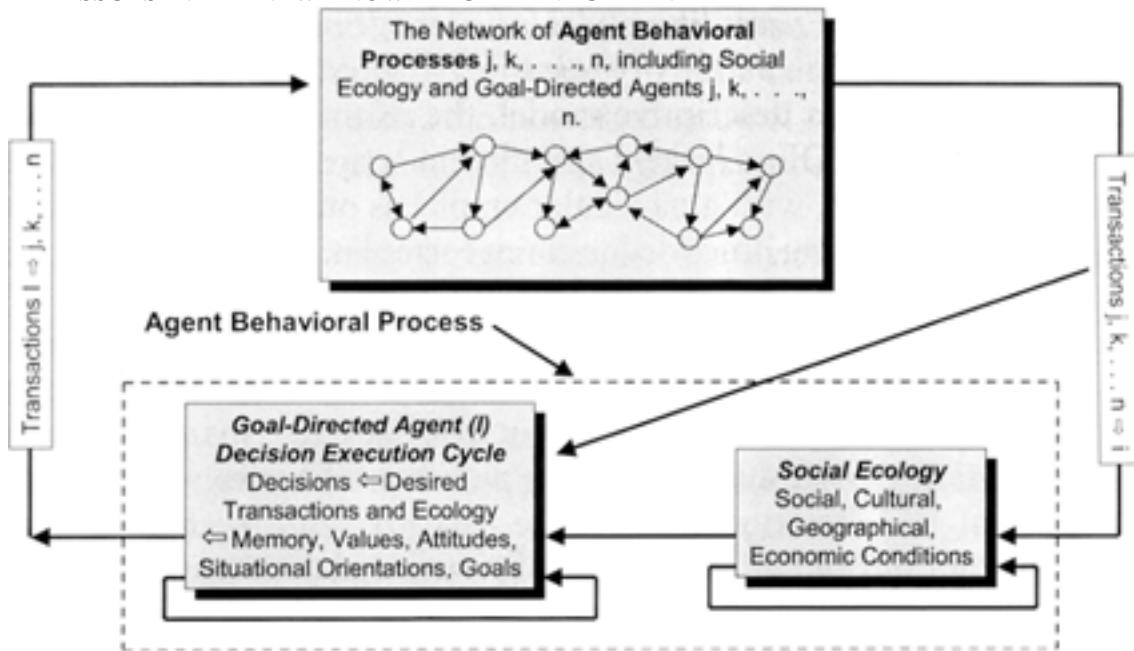 The Network of Agent Behavioral
Processes j, k, . . ., n, including Social
Ecology and Goal-Directed Agents j, k, . . .,
n.
Transactions I ⇨ j, k, . . . n
Transactions j, k, . . . n ⇨ i
Agent Behavioral Process
Goal-Directed Agent (I)
Decision Execution Cycle
Decisions ⇦ Desired
Transactions and Ecology
⇦ Memory, Values, Attitudes,
Situational Orientations, Goals
Social Ecology
Social, Cultural,
Geographical,
Economic Conditions